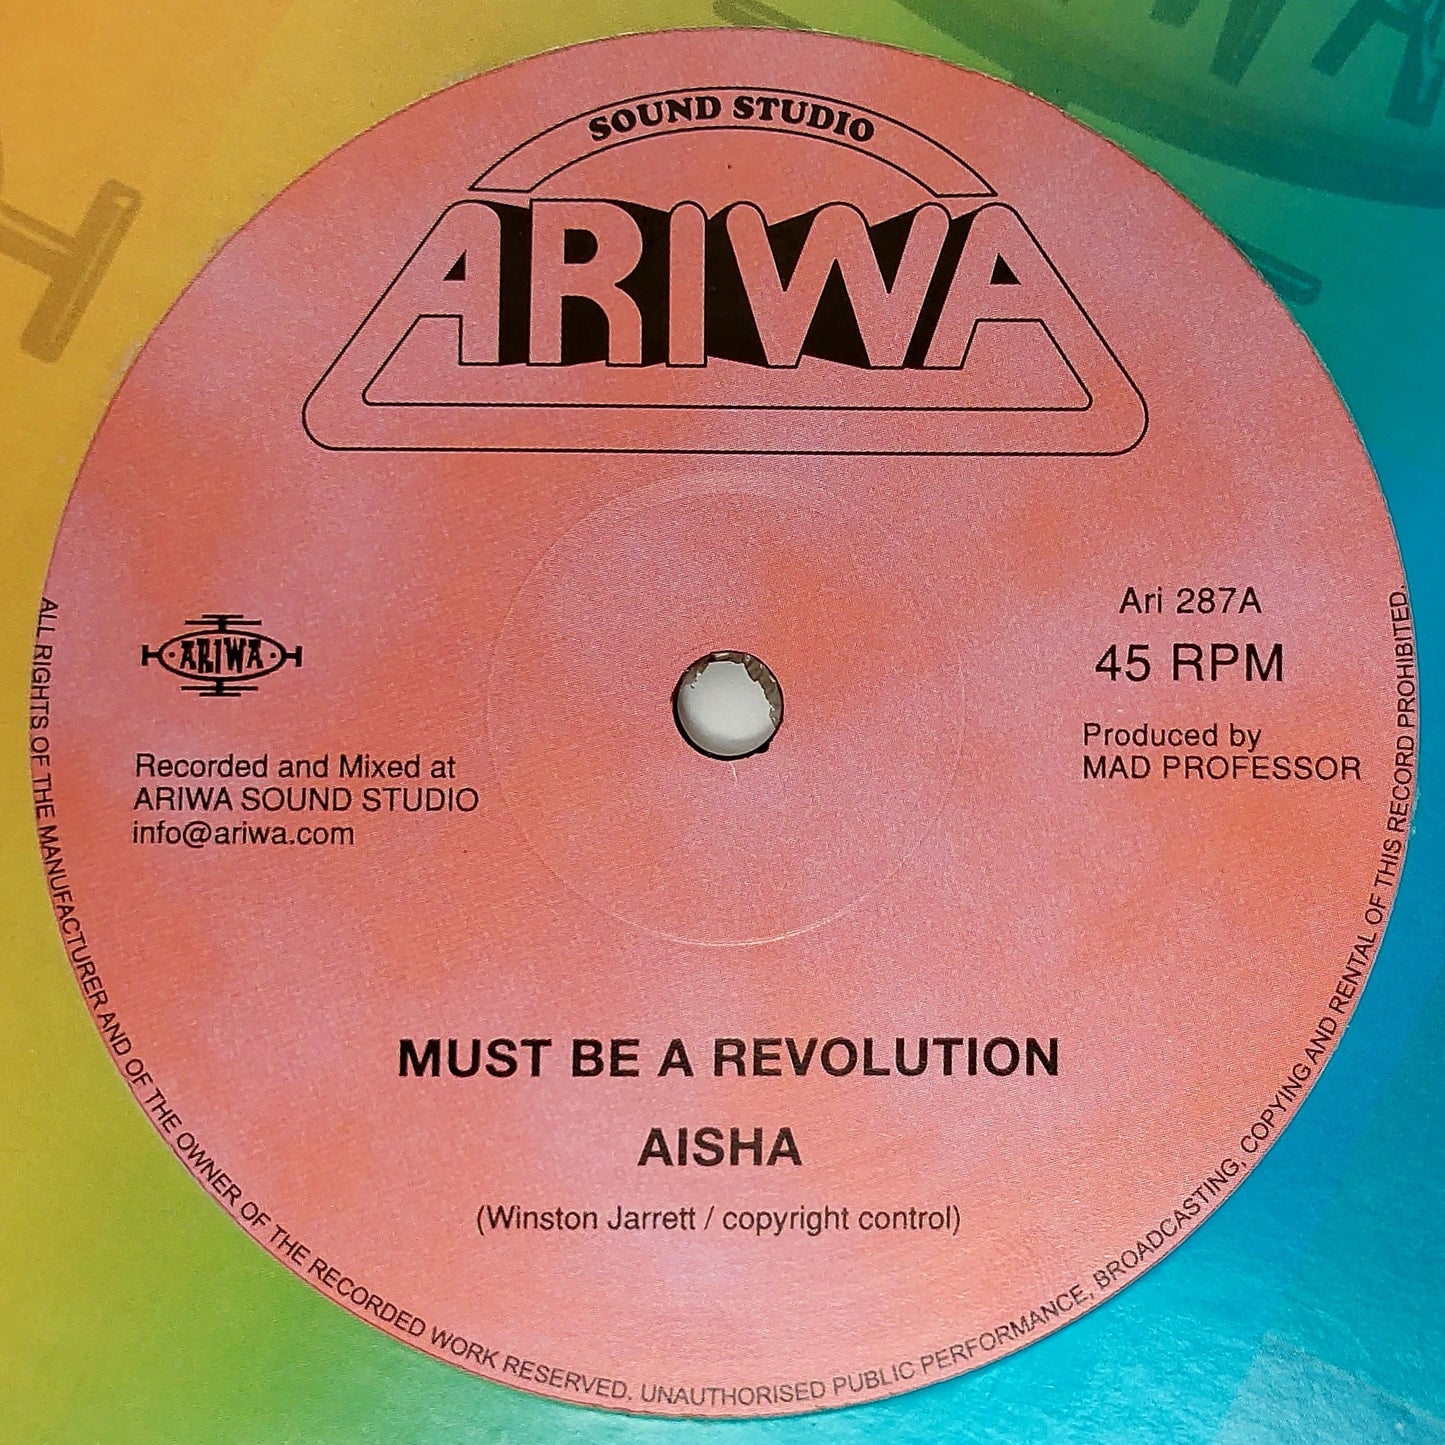 SOUND STUDIO
ARIWA
Ari 287A
45 RPM
ARIWA
Produced by
MAD PROFESSOR
Recorded and Mixed at
ARIWA SOUND STUDIO
info@ariwa.com
MUST BE A REVOLUTION
AISHA
(Winston Jarrett / copyright control)
ALL RIGHTS OF THE MANUFACTURER AND OF THE OWNER OF THE RECORDED WORK RESERVED. UNAUTHORISED PUBLIC PERFORMANCE, BROADCASTING, COPYING AND RENTAL OF THIS RECORD PROHIBITED.